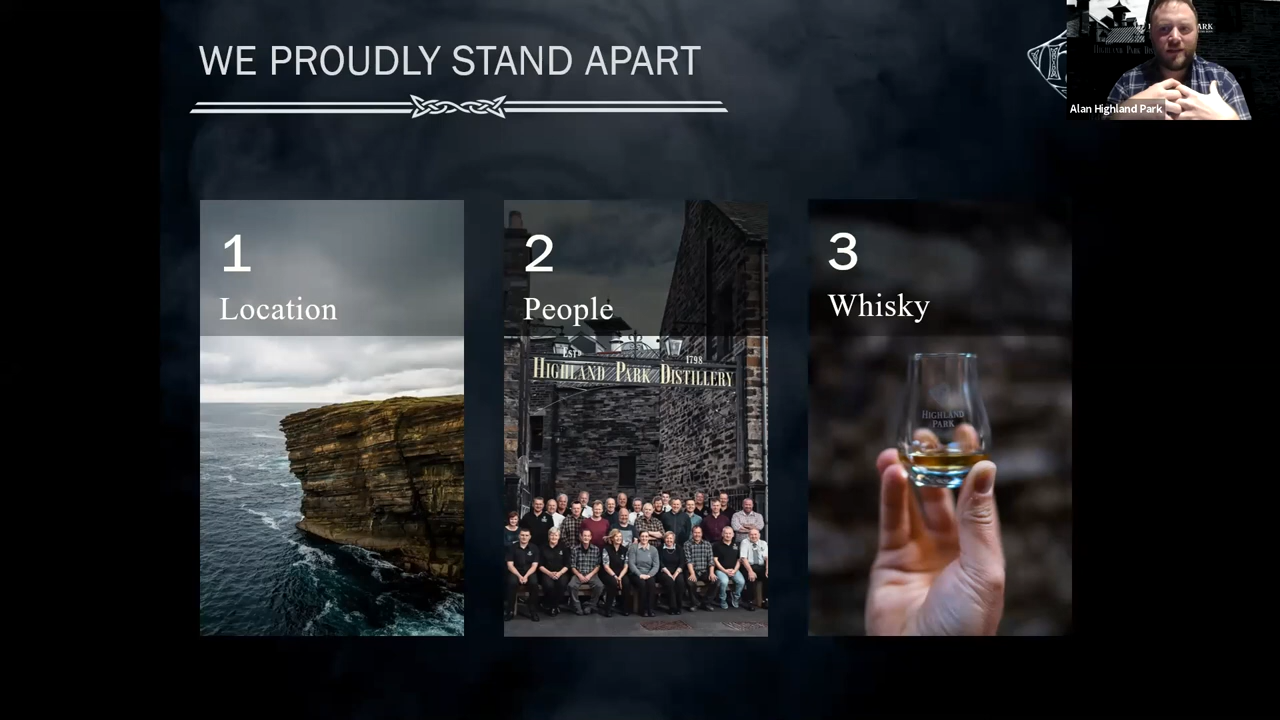 WE PROUDLY STAND APART
Alan Highland Park
1
Location
2
People
ESTD 1798
HIGHLAND PARK DISTILLERY
3
Whisky
HIGHLAND
PARK